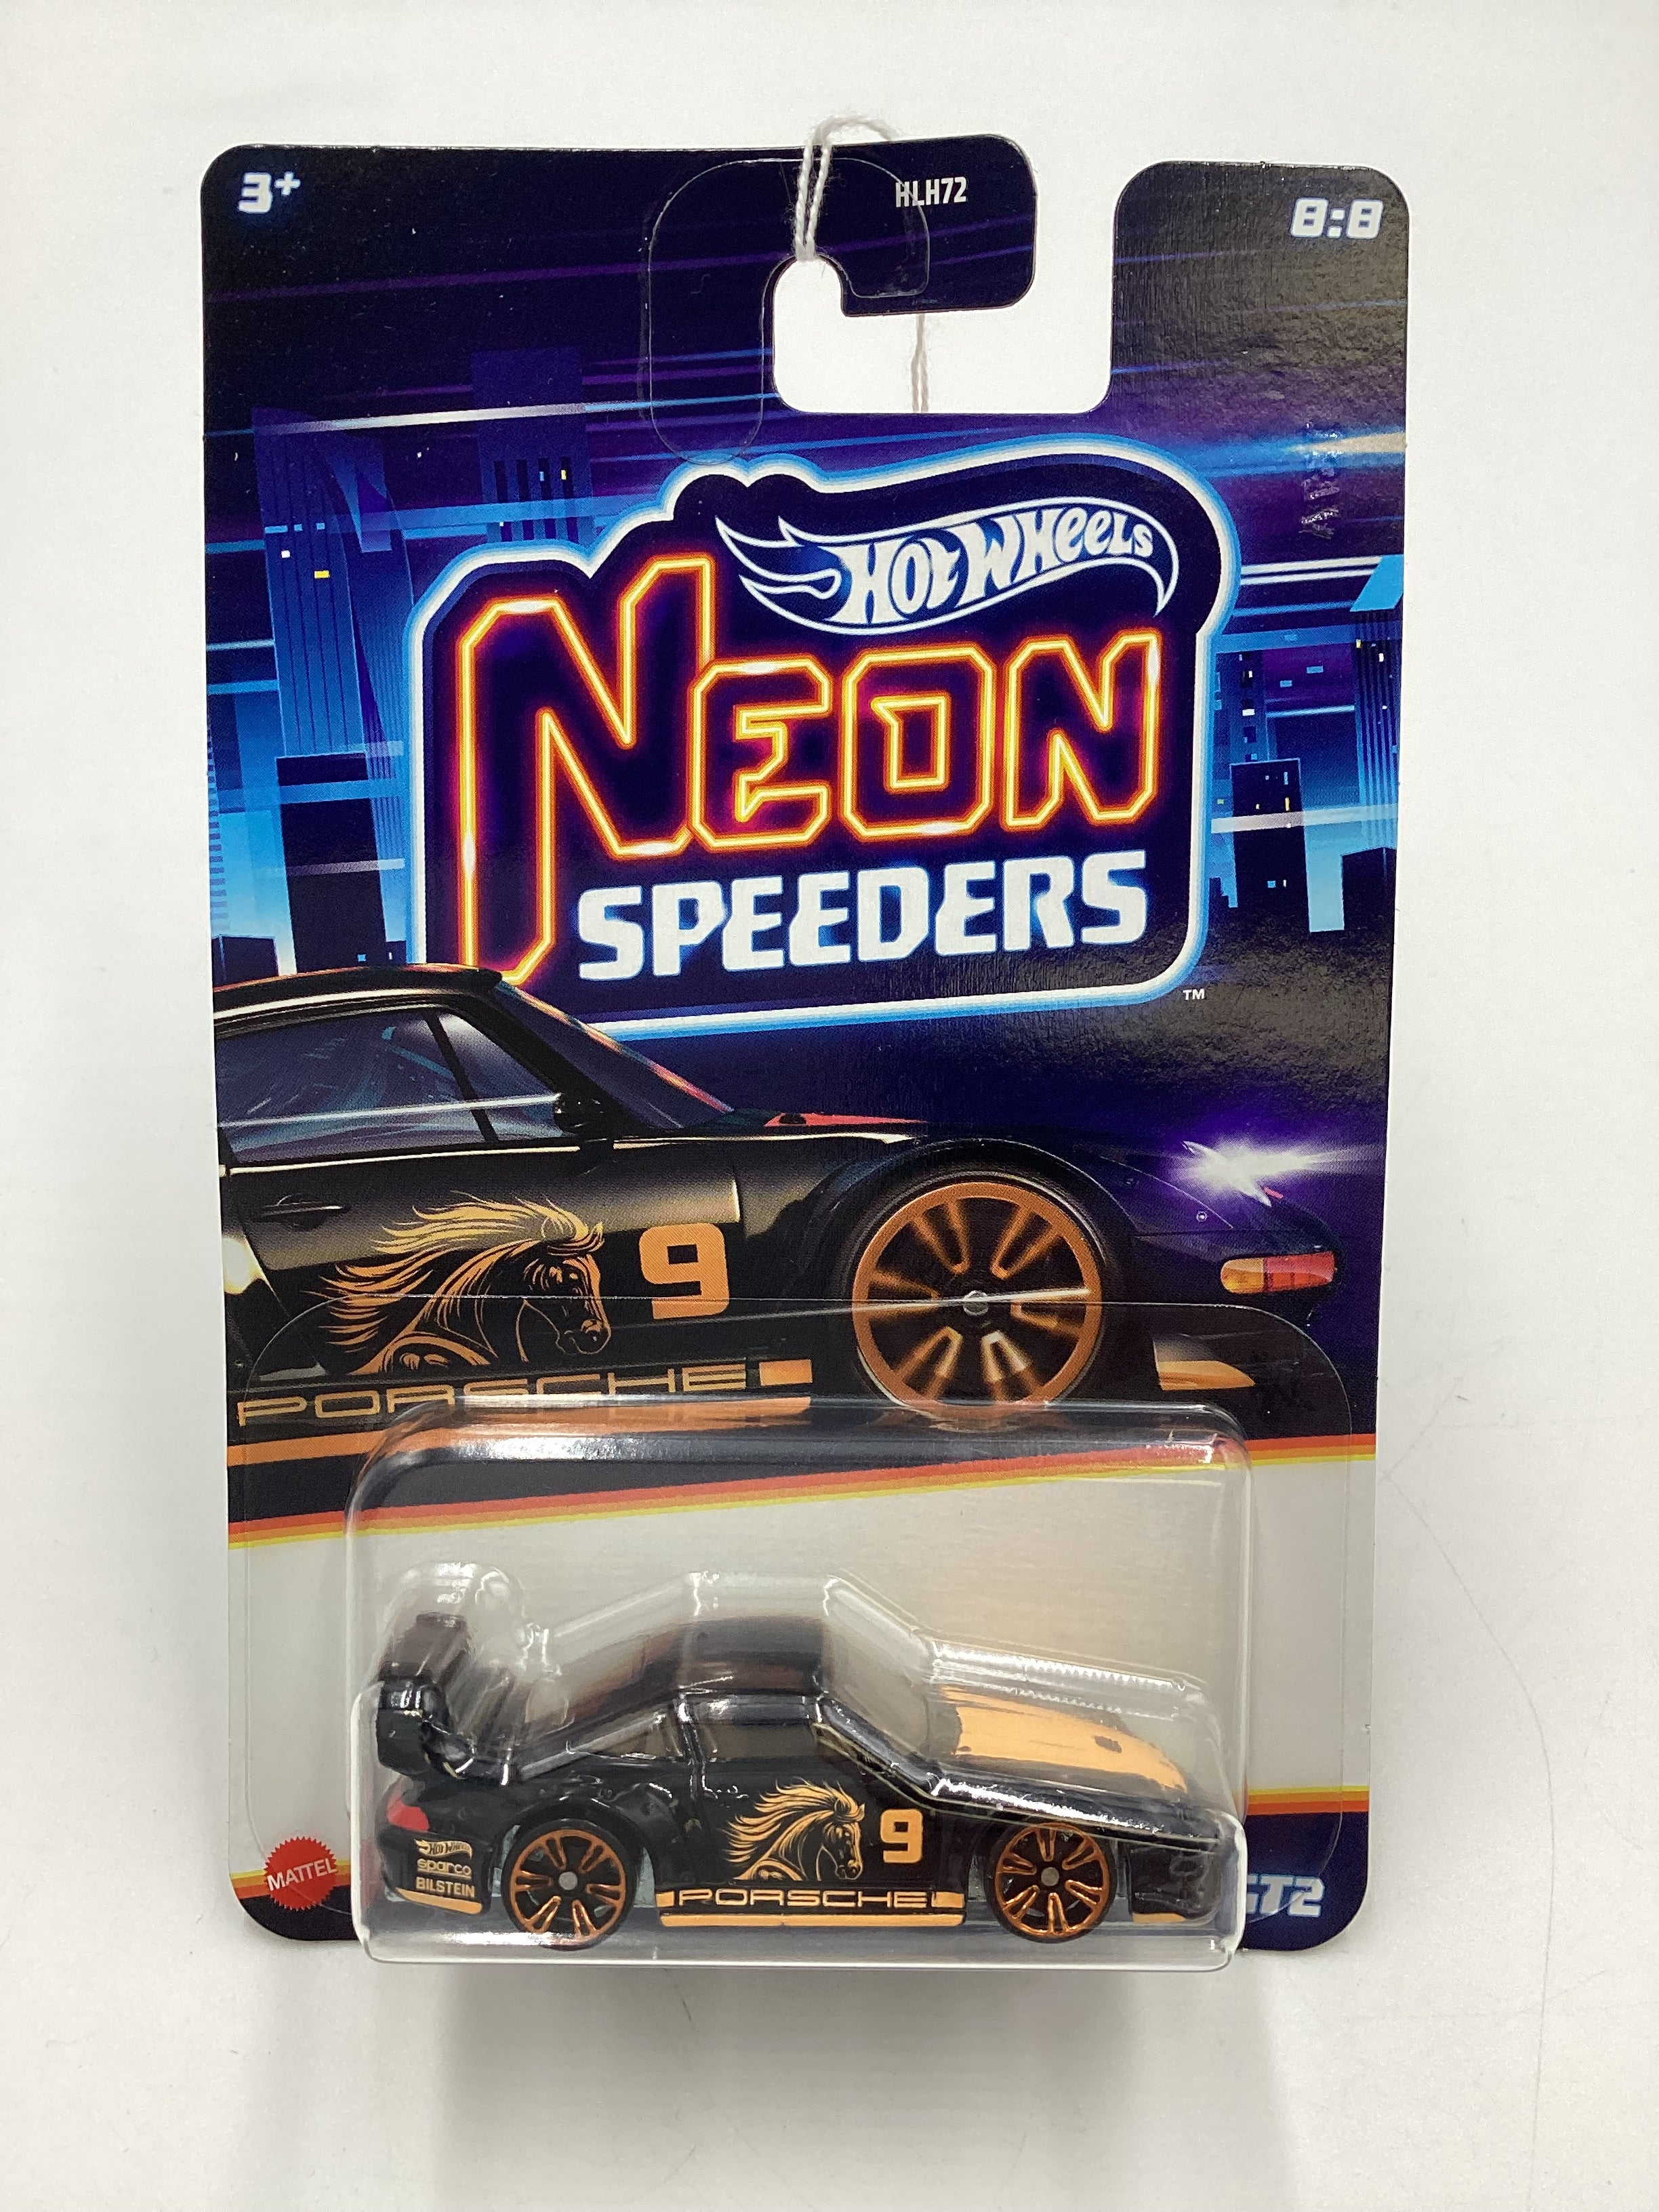 3+
HLH72
8:8
Hot Wheels
NEON
SPEEDERS
TM
9
PORSCHE
9
Hot Wheels
sparco
BILSTEIN
PORSCHE
MATTEL
GT2